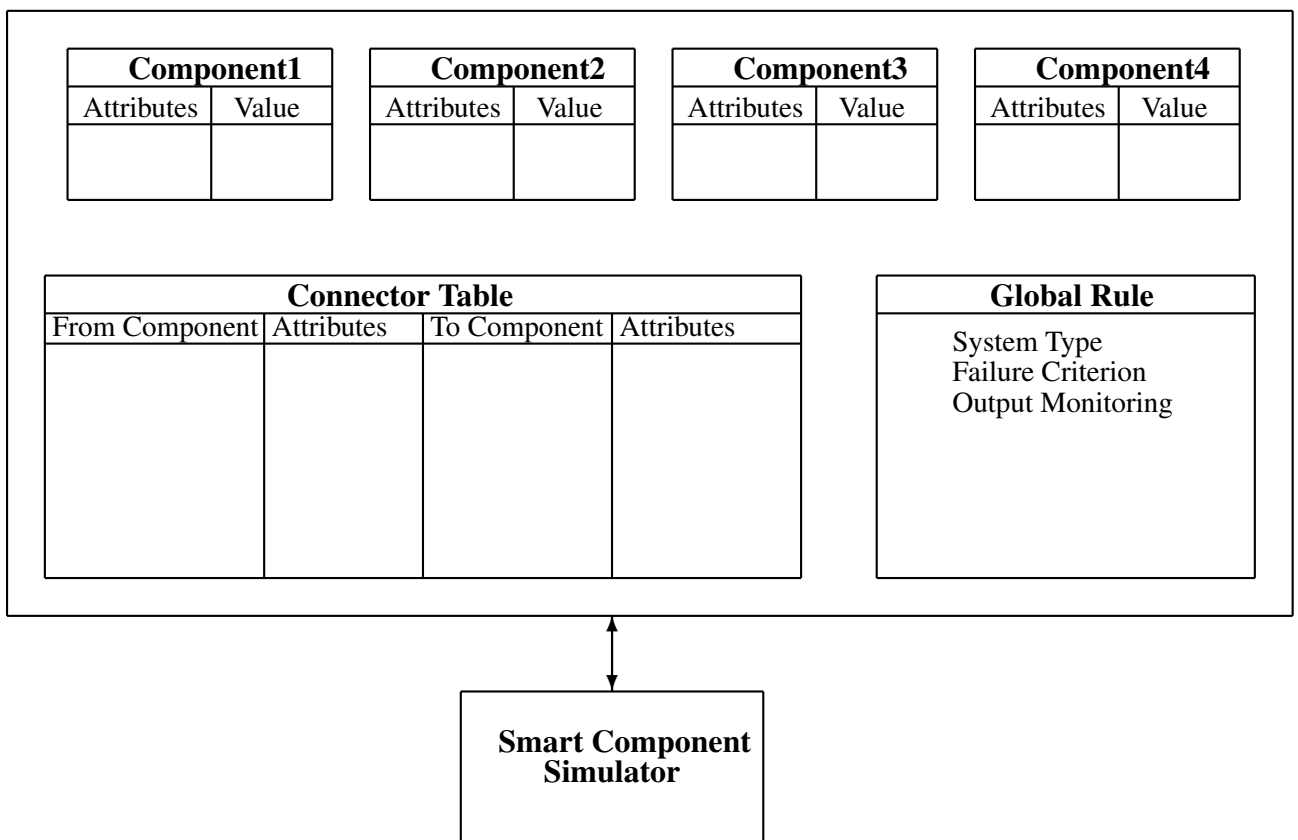 Component1 Component2 Component3 Component4
Attributes Value Attributes Value Attributes Value Attributes Value
Connector Table
From Component Attributes To Component Attributes
Global Rule
System Type
Failure Criterion
Output Monitoring
Smart Component
Simulator